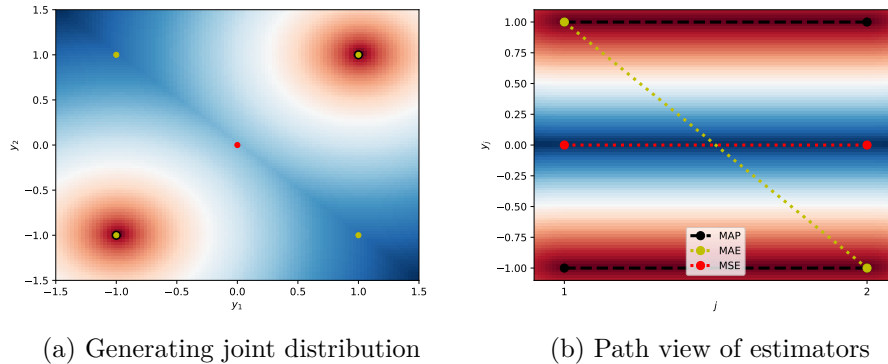 1.5
1.0
0.5
0.0
−0.5
−1.0
−1.5
y₂
−1.5 −1.0 −0.5 0.0 0.5 1.0 1.5
y₁
(a) Generating joint distribution
1.00
0.75
0.50
0.25
0.00
−0.25
−0.50
−0.75
−1.00
yⱼ
MAP
MAE
MSE
1 2
j
(b) Path view of estimators